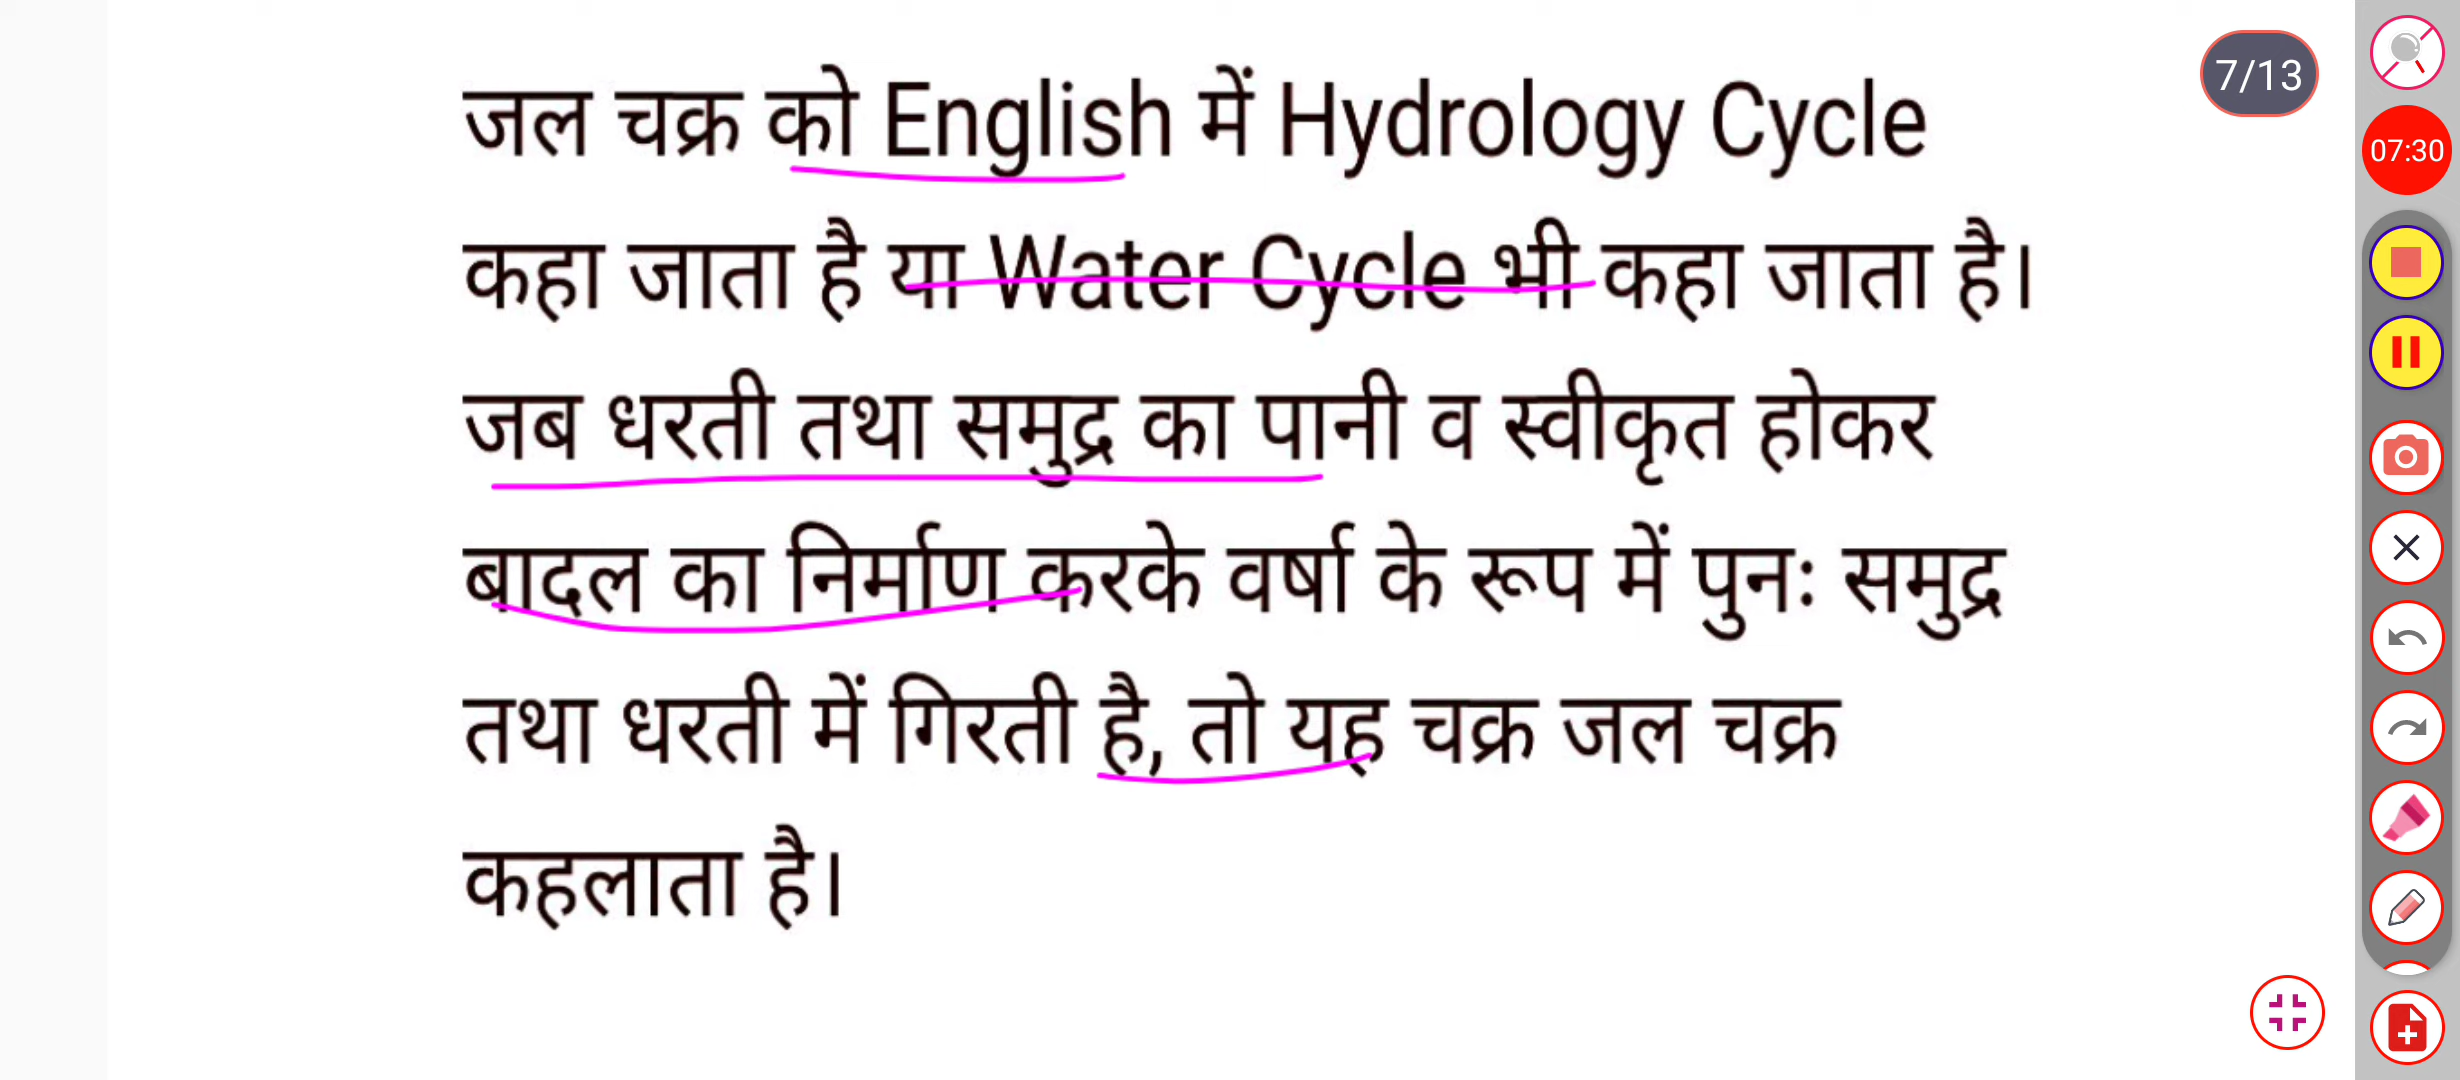 जल चक्र को English में Hydrology Cycle
कहा जाता है या Water Cycle भी कहा जाता है।
जब धरती तथा समुद्र का पानी व स्वीकृत होकर
बादल का निर्माण करके वर्षा के रूप में पुनः समुद्र
तथा धरती में गिरती है, तो यह चक्र जल चक्र
कहलाता है।
7/13
07:30